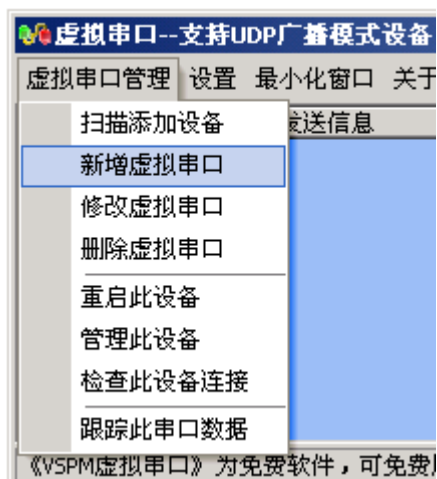 虚拟串口--支持UDP广播模式设备
虚拟串口管理 设置 最小化窗口 关于
扫描添加设备
送信息
新增虚拟串口
修改虚拟串口
删除虚拟串口
重启此设备
管理此设备
检查此设备连接
跟踪此串口数据
《VSPM虚拟串口》为免费软件，可免费